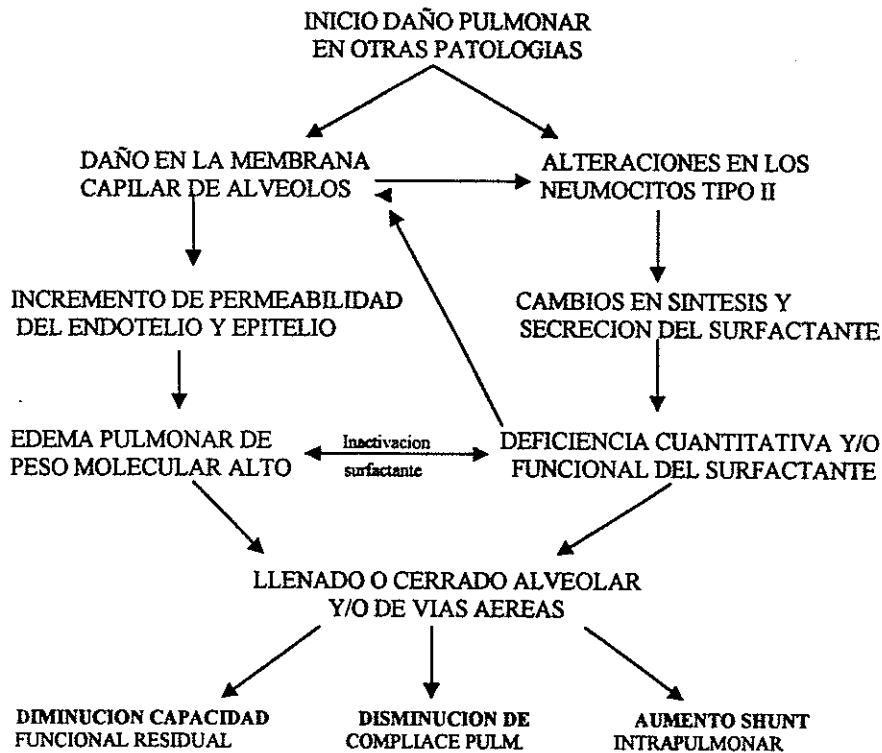 INICIO DAÑO PULMONAR
EN OTRAS PATOLOGIAS
DAÑO EN LA MEMBRANA
CAPILAR DE ALVEOLOS
ALTERACIONES EN LOS
NEUMOCITOS TIPO II
INCREMENTO DE PERMEABILIDAD
DEL ENDOTELIO Y EPITELIO
CAMBIOS EN SINTESIS Y
SECRECION DEL SURFACTANTE
EDEMA PULMONAR DE
PESO MOLECULAR ALTO
Inactivacion
surfactante
DEFICIENCIA CUANTITATIVA Y/O
FUNCIONAL DEL SURFACTANTE
LLENADO O CERRADO ALVEOLAR
Y/O DE VIAS AEREAS
DIMINUCION CAPACIDAD
FUNCIONAL RESIDUAL
DISMINUCION DE
COMPLIACE PULM.
AUMENTO SHUNT
INTRAPULMONAR